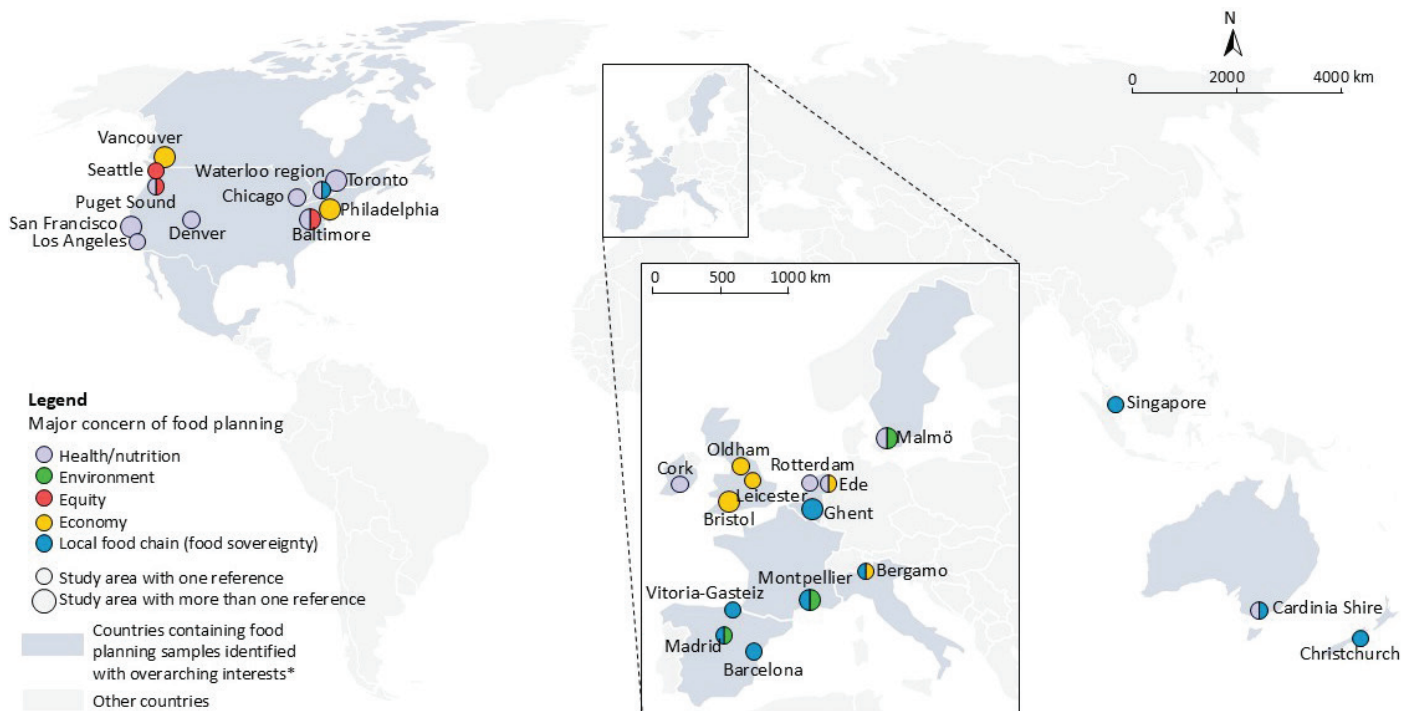 N
0 2000 4000 km
Vancouver
Seattle
Waterloo region
Toronto
Chicago
Puget Sound
Philadelphia
San Francisco
Denver
Baltimore
Los Angeles
0 500 1000 km
Legend
Major concern of food planning
Health/nutrition
Environment
Equity
Economy
Local food chain (food sovereignty)
Study area with one reference
Study area with more than one reference
Countries containing food
planning samples identified
with overarching interests*
Other countries
Malmö
Oldham
Cork
Rotterdam
Ede
Leicester
Bristol
Ghent
Montpellier
Bergamo
Vitoria-Gasteiz
Madrid
Barcelona
Singapore
Cardinia Shire
Christchurch